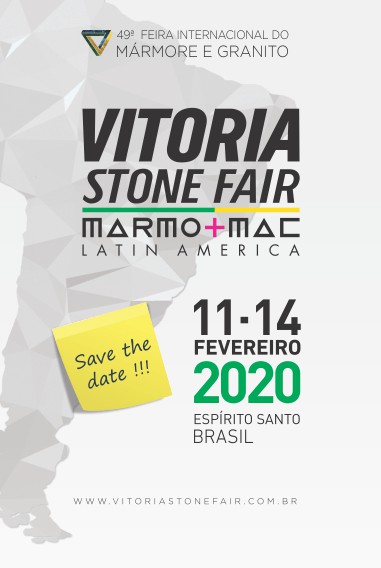 49ª FEIRA INTERNACIONAL DO
MÁRMORE E GRANITO
VITORIA
STONE FAIR
MARMO+MAC
LATIN AMERICA
11-14
FEVEREIRO
2020
ESPÍRITO SANTO
BRASIL
Save the
date !!!
WWW.VITORIASTONEFAIR.COM.BR